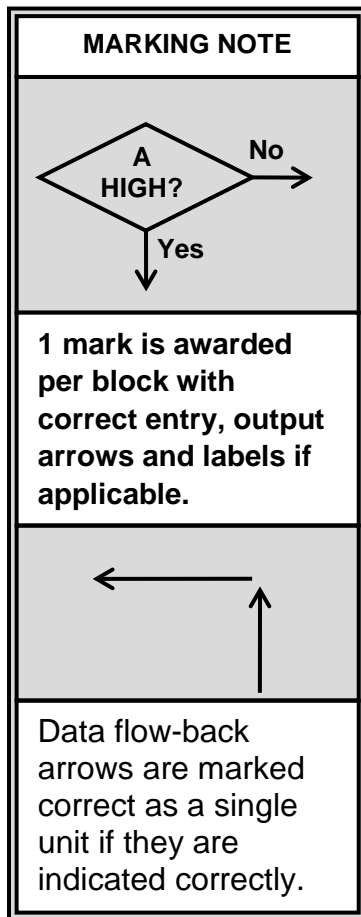 MARKING NOTE
A
HIGH?
No
Yes
1 mark is awarded
per block with
correct entry, output
arrows and labels if
applicable.
Data flow-back
arrows are marked
correct as a single
unit if they are
indicated correctly.